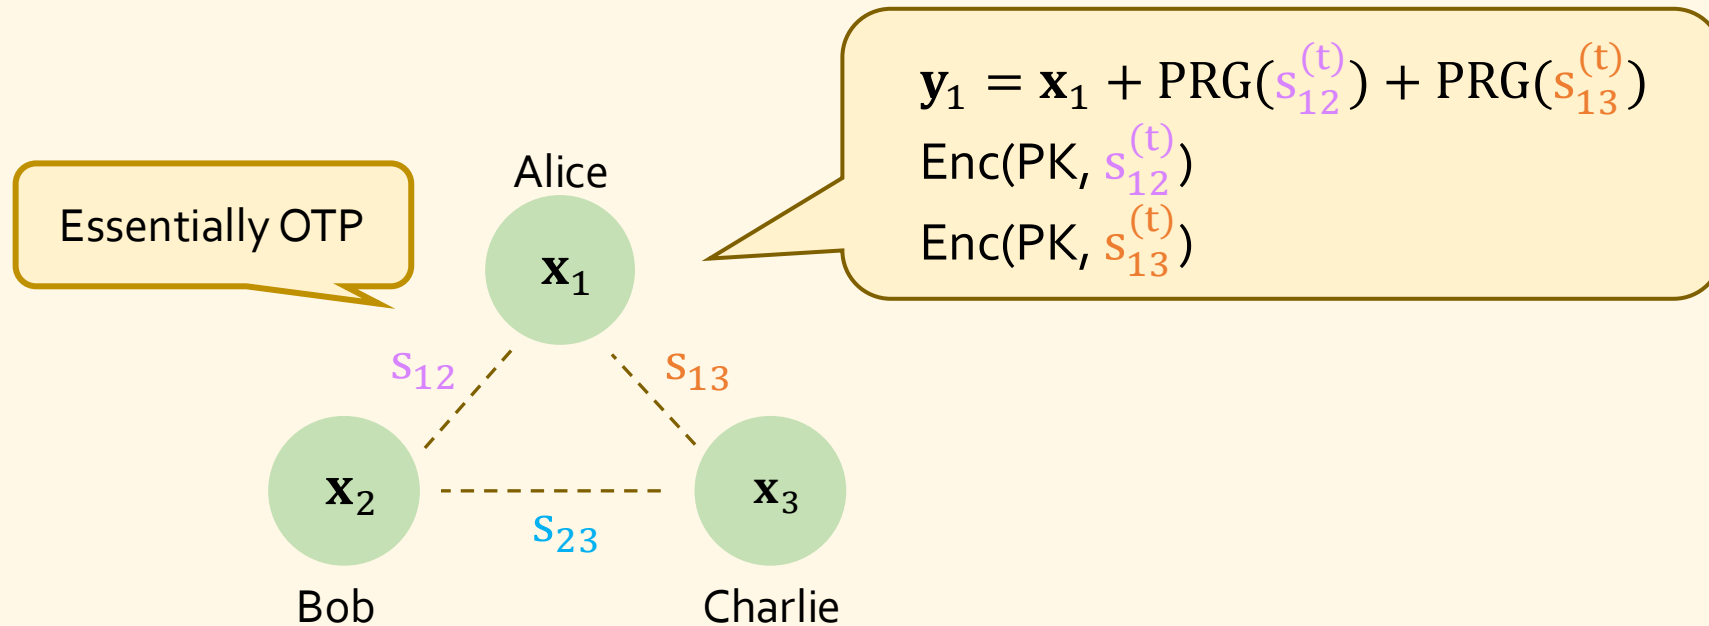 𝐲₁ = 𝐱₁ + PRG(s₁₂⁽ᵗ⁾) + PRG(s₁₃⁽ᵗ⁾)
Enc(PK, s₁₂⁽ᵗ⁾)
Enc(PK, s₁₃⁽ᵗ⁾)
Essentially OTP
Alice
𝐱₁
s₁₂
s₁₃
𝐱₂
𝐱₃
s₂₃
Bob
Charlie